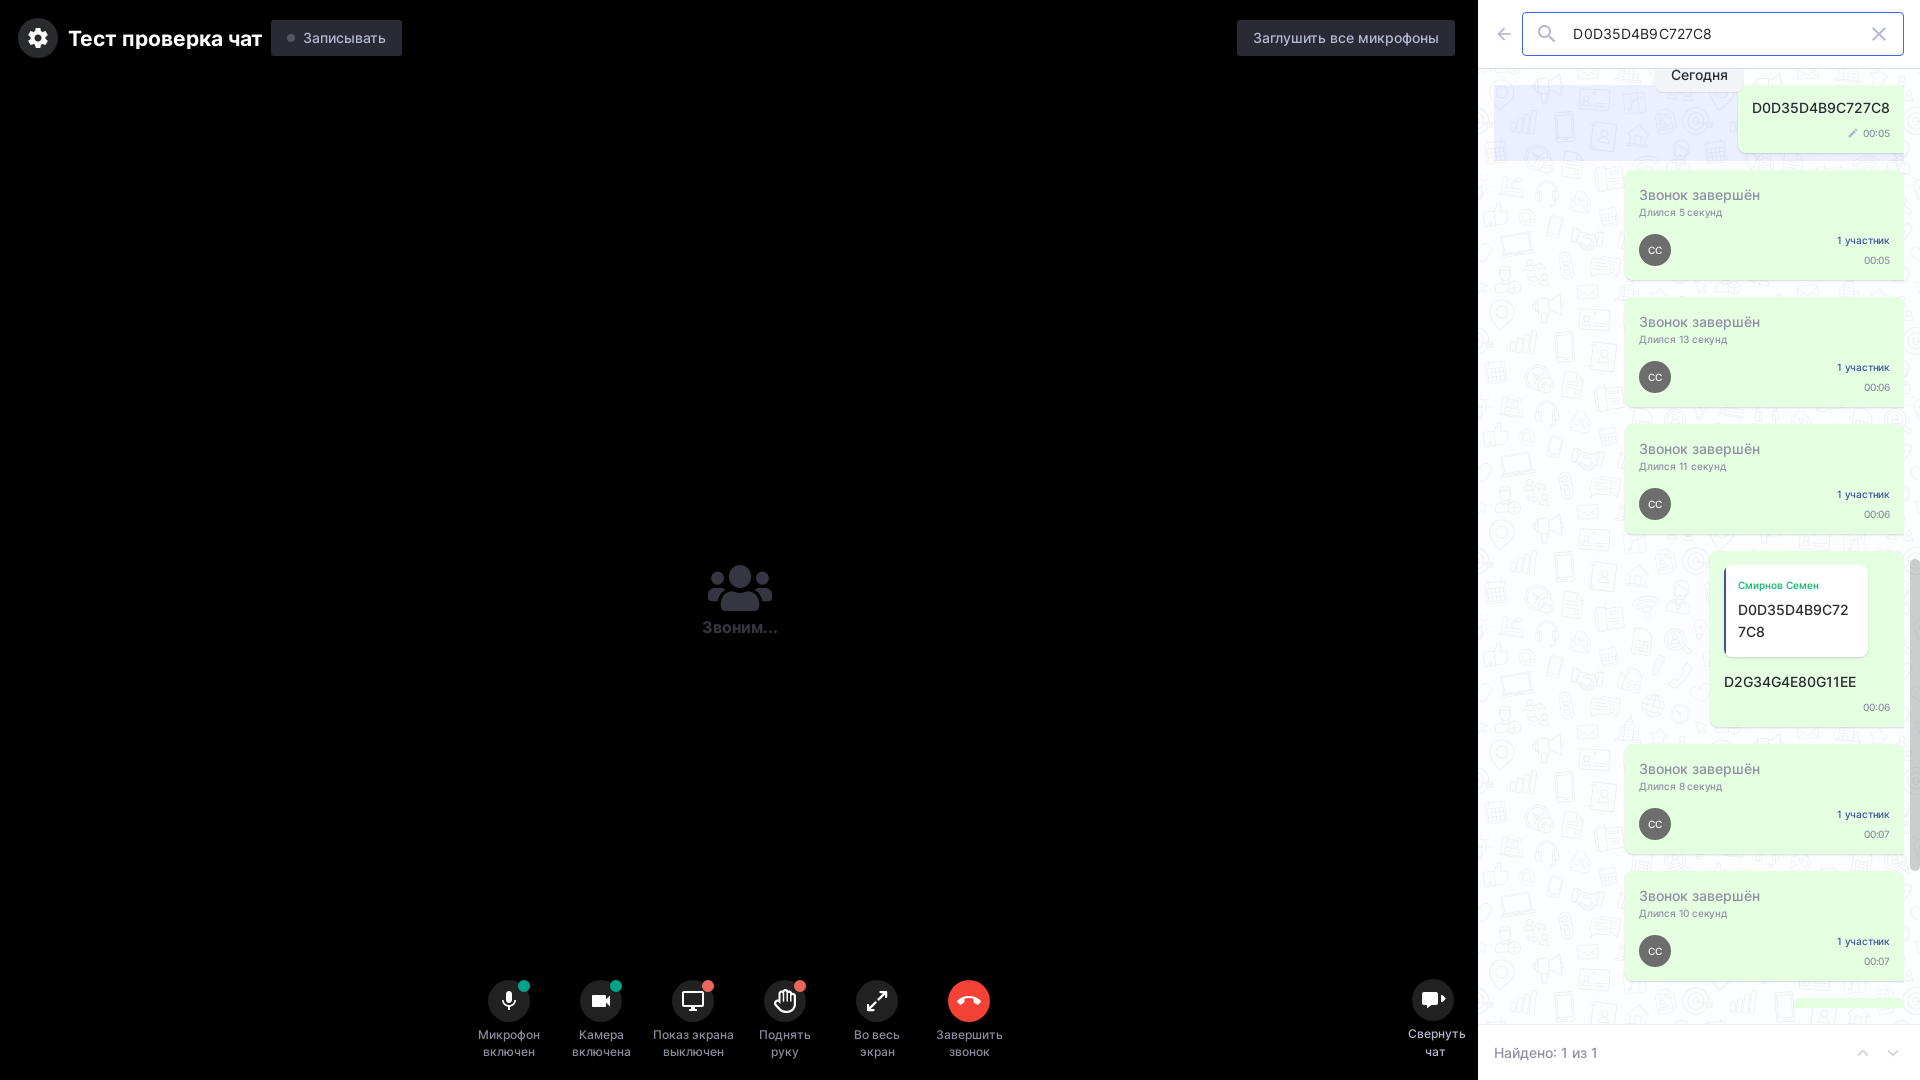 Тест проверка чат
Записывать
Заглушить все микрофоны
D0D35D4B9C727C8
Сегодня
D0D35D4B9C727C8
00:05
Звонок завершён
Длился 5 секунд
СС
1 участник
00:05
Звонок завершён
Длился 13 секунд
СС
1 участник
00:06
Звонок завершён
Длился 11 секунд
СС
1 участник
00:06
Смирнов Семен
D0D35D4B9C72
7C8
D2G34G4E80G11EE
00:06
Звонок завершён
Длился 8 секунд
СС
1 участник
00:07
Звонок завершён
Длился 10 секунд
СС
1 участник
00:07
Найдено: 1 из 1
Звоним...
Микрофон
включен
Камера
включена
Показ экрана
выключен
Поднять
руку
Во весь
экран
Завершить
звонок
Свернуть
чат